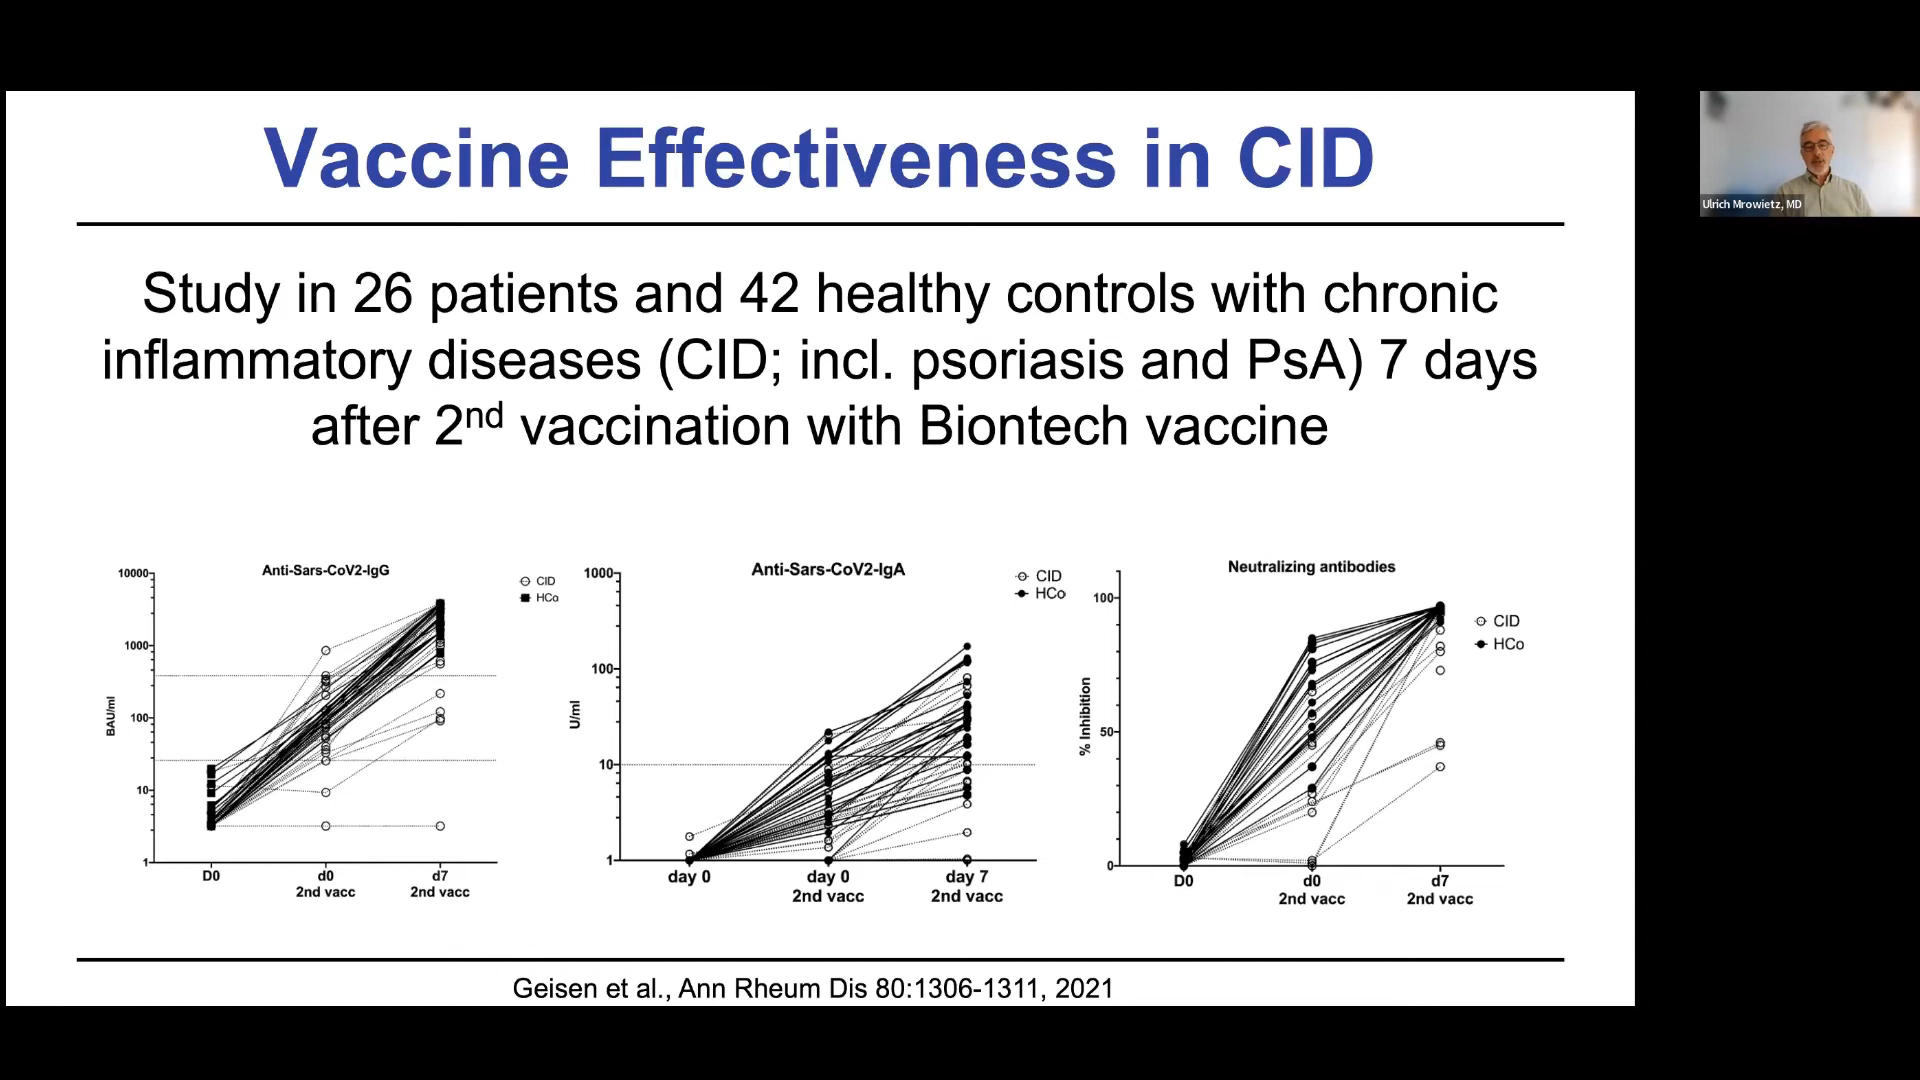 Vaccine Effectiveness in CID
Study in 26 patients and 42 healthy controls with chronic
inflammatory diseases (CID; incl. psoriasis and PsA) 7 days
after 2nd vaccination with Biontech vaccine
Anti-Sars-CoV2-IgG
CID
HCo
BAU/ml
10000
1000
100
10
1
D0
d0
2nd vacc
d7
2nd vacc
Anti-Sars-CoV2-IgA
CID
HCo
U/ml
1000
100
10
1
day 0
day 0
2nd vacc
day 7
2nd vacc
Neutralizing antibodies
CID
HCo
% Inhibition
100
50
0
D0
d0
2nd vacc
d7
2nd vacc
Geisen et al., Ann Rheum Dis 80:1306-1311, 2021
Ulrich Mrowietz, MD